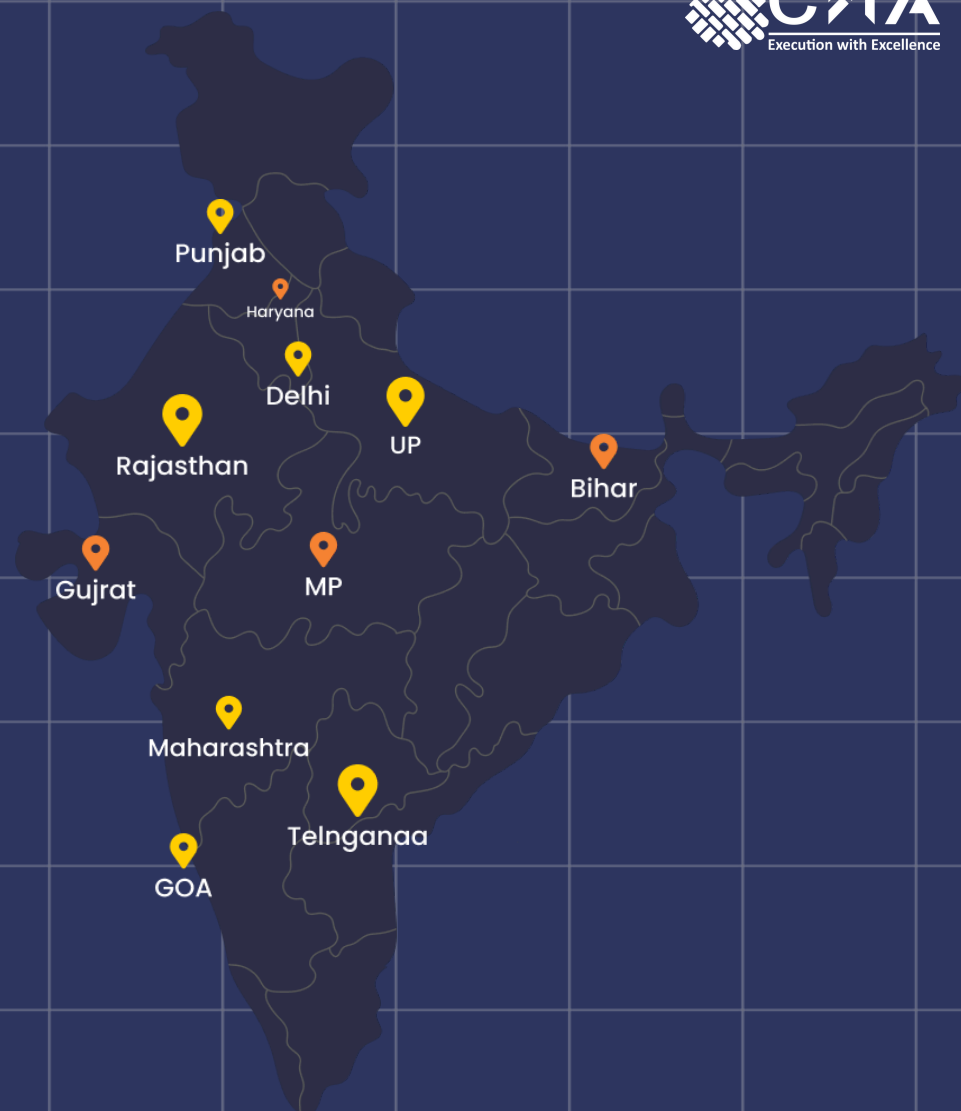 Execution with Excellence
Punjab
Haryana
Delhi
UP
Rajasthan
Bihar
MP
Gujrat
Maharashtra
Telnganaa
GOA